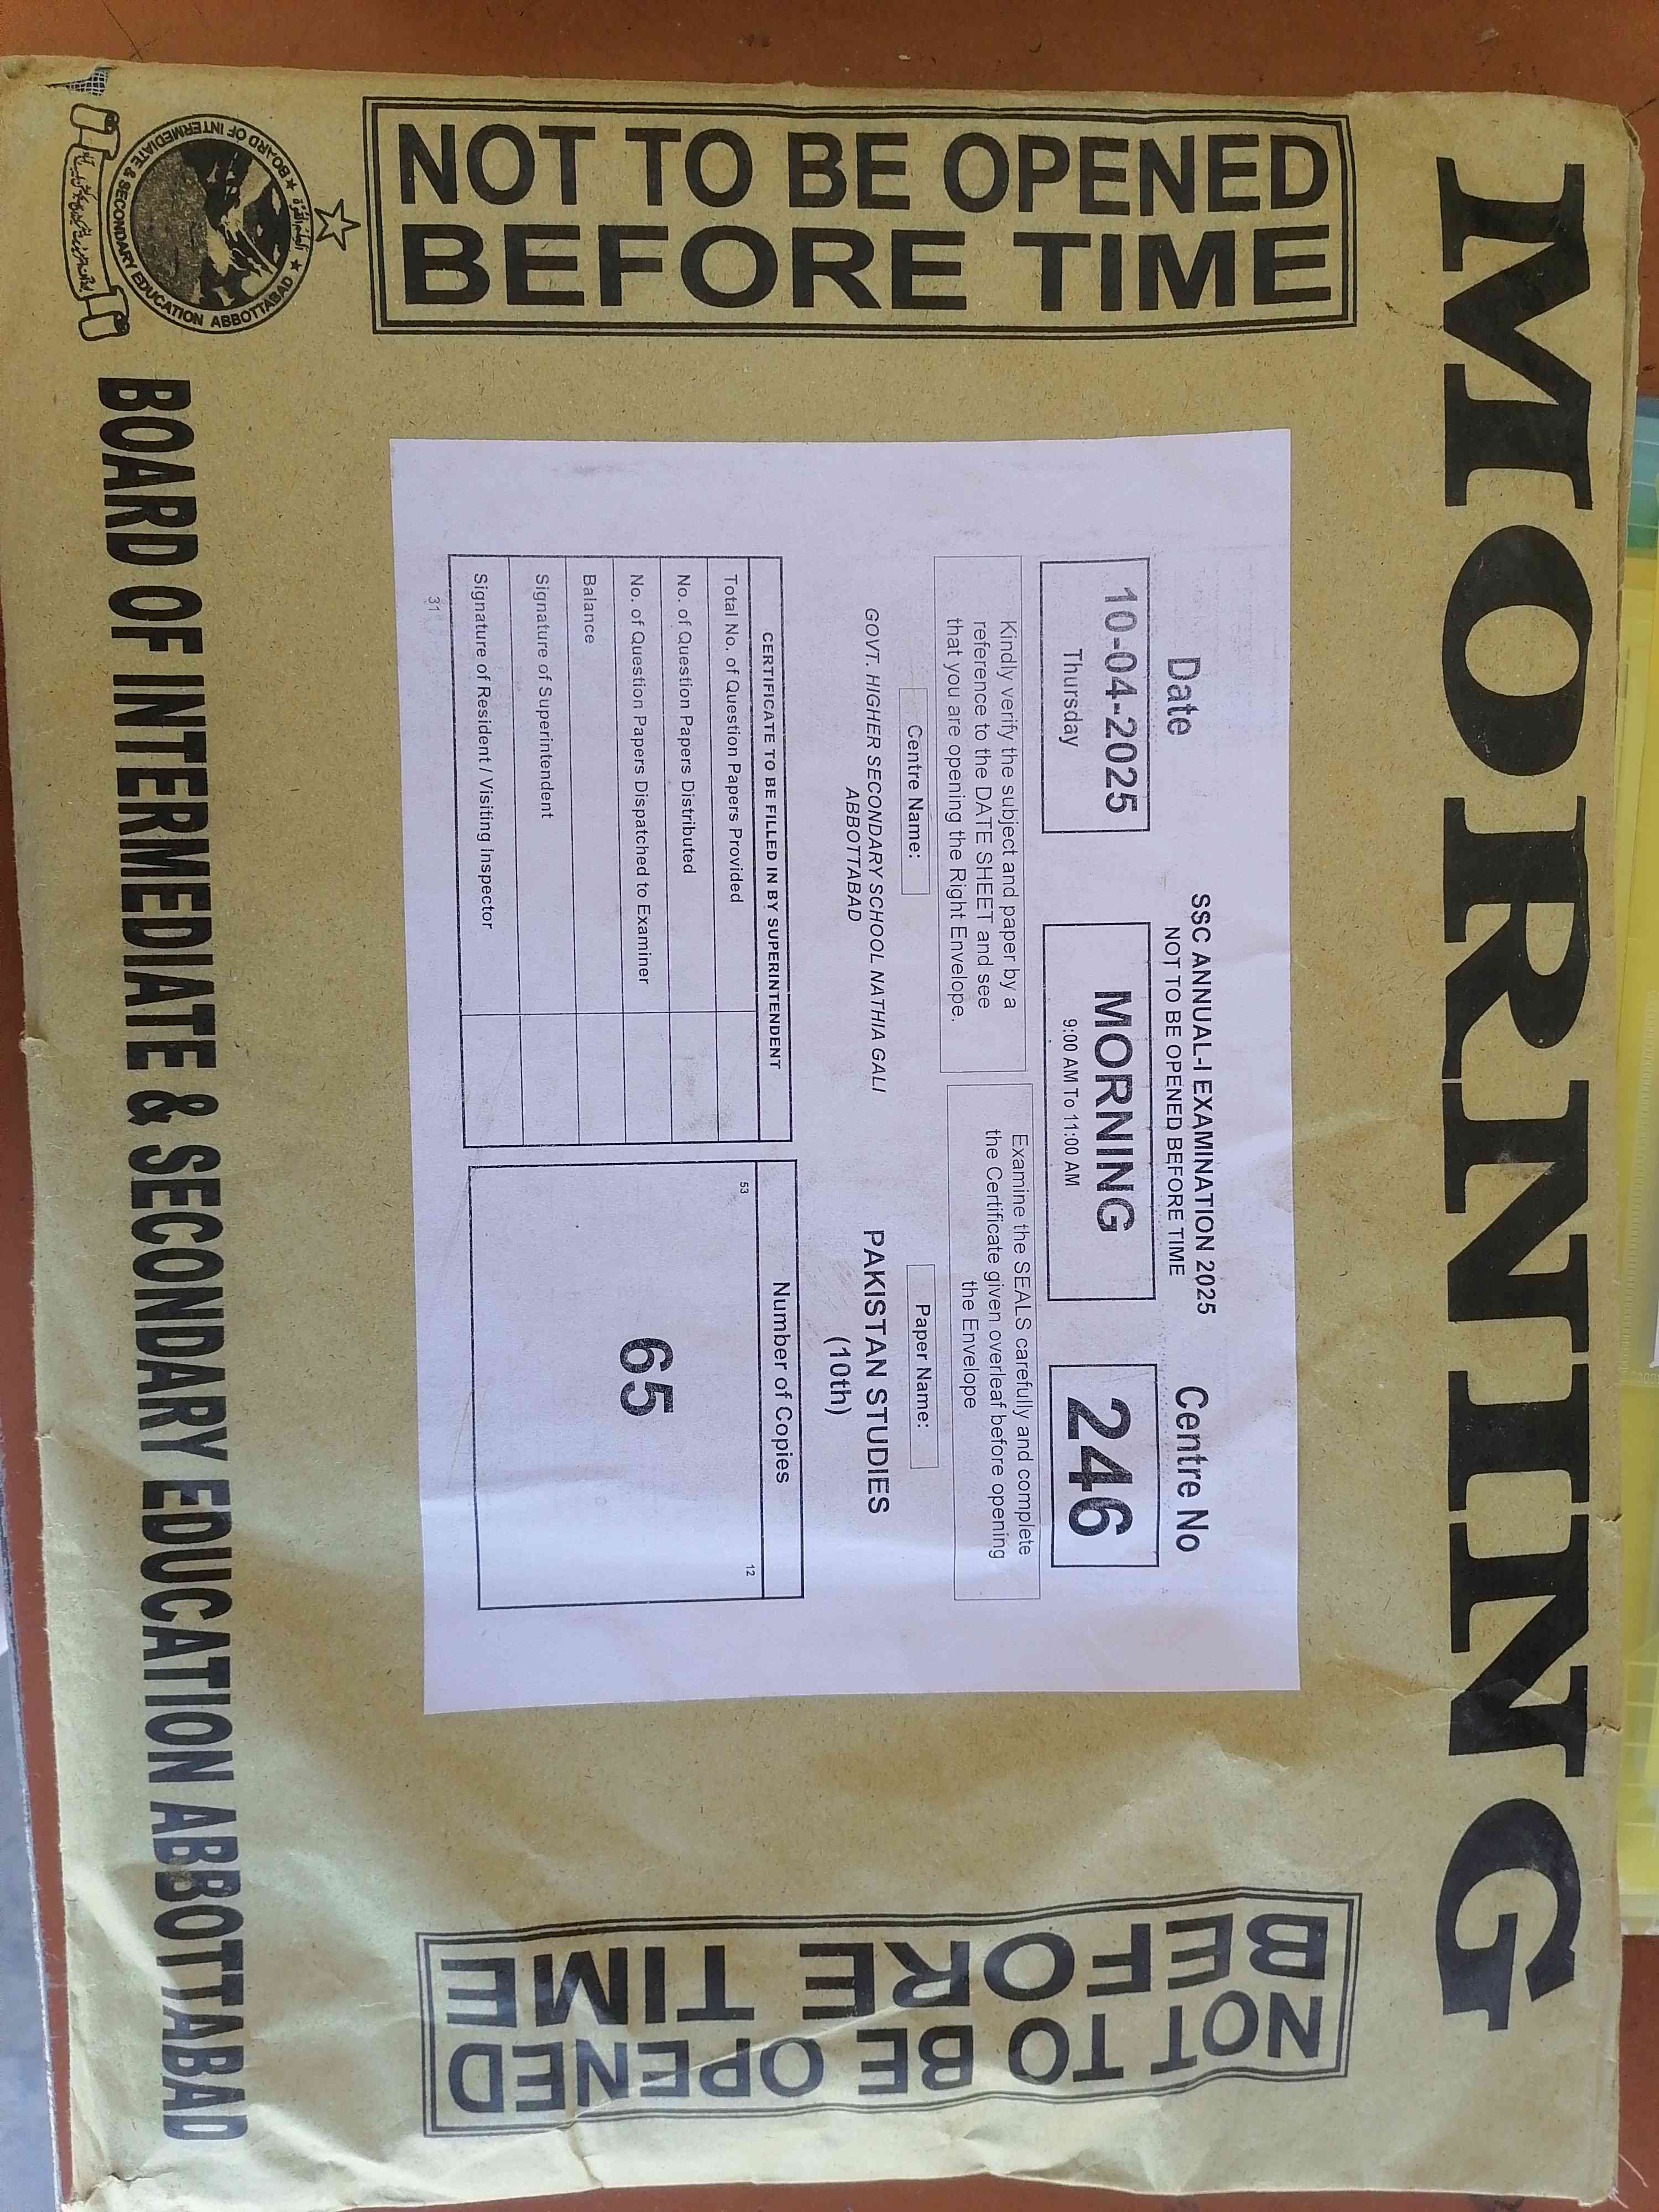 MORNING
NOT TO BE OPENED
BEFORE TIME
SSC ANNUAL-I EXAMINATION 2025
NOT TO BE OPENED BEFORE TIME
Date
Centre No
10-04-2025
Thursday
MORNING
9:00 AM To 11:00 AM
246
Kindly verify the subject and paper by a
reference to the DATE SHEET and see
that you are opening the Right Envelope.
Examine the SEALS carefully and complete
the Certificate given overleaf before opening
the Envelope
Centre Name:
Paper Name:
GOVT. HIGHER SECONDARY SCHOOL NATHIA GALI
ABBOTTABAD
PAKISTAN STUDIES
(10th)
CERTIFICATE TO BE FILLED IN BY SUPERINTENDENT
Total No. of Question Papers Provided
No. of Question Papers Distributed
No. of Question Papers Dispatched to Examiner
Balance
Signature of Superintendent
Signature of Resident / Visiting Inspector
31
Number of Copies
53
12
65
NOT TO BE OPENED
BEFORE TIME
BOARD OF INTERMEDIATE & SECONDARY EDUCATION ABBOTTABAD
BOARD OF INTERMEDIATE & SECONDARY EDUCATION ABBOTTABAD